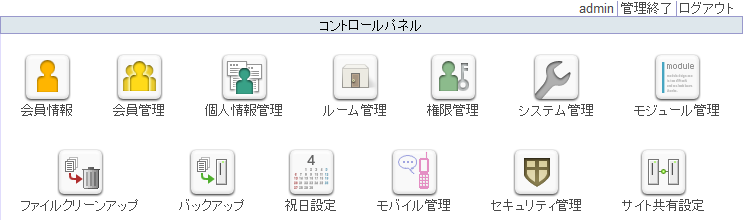 admin|管理終了|ログアウト
コントロールパネル
module
会員情報 会員管理 個人情報管理 ルーム管理 権限管理 システム管理 モジュール管理
4
ファイルクリーンアップ バックアップ 祝日設定 モバイル管理 セキュリティ管理 サイト共有設定